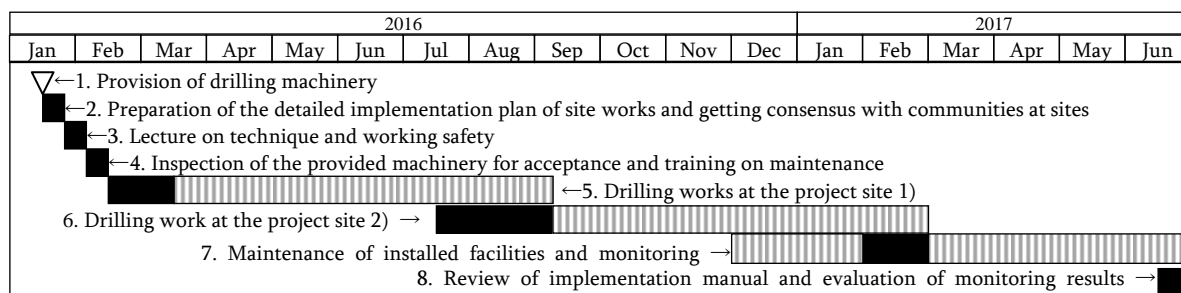 2016 2017
Jan Feb Mar Apr May Jun Jul Aug Sep Oct Nov Dec Jan Feb Mar Apr May Jun
←1. Provision of drilling machinery
←2. Preparation of the detailed implementation plan of site works and getting consensus with communities at sites
←3. Lecture on technique and working safety
←4. Inspection of the provided machinery for acceptance and training on maintenance
←5. Drilling works at the project site 1)
6. Drilling work at the project site 2) →
7. Maintenance of installed facilities and monitoring →
8. Review of implementation manual and evaluation of monitoring results →